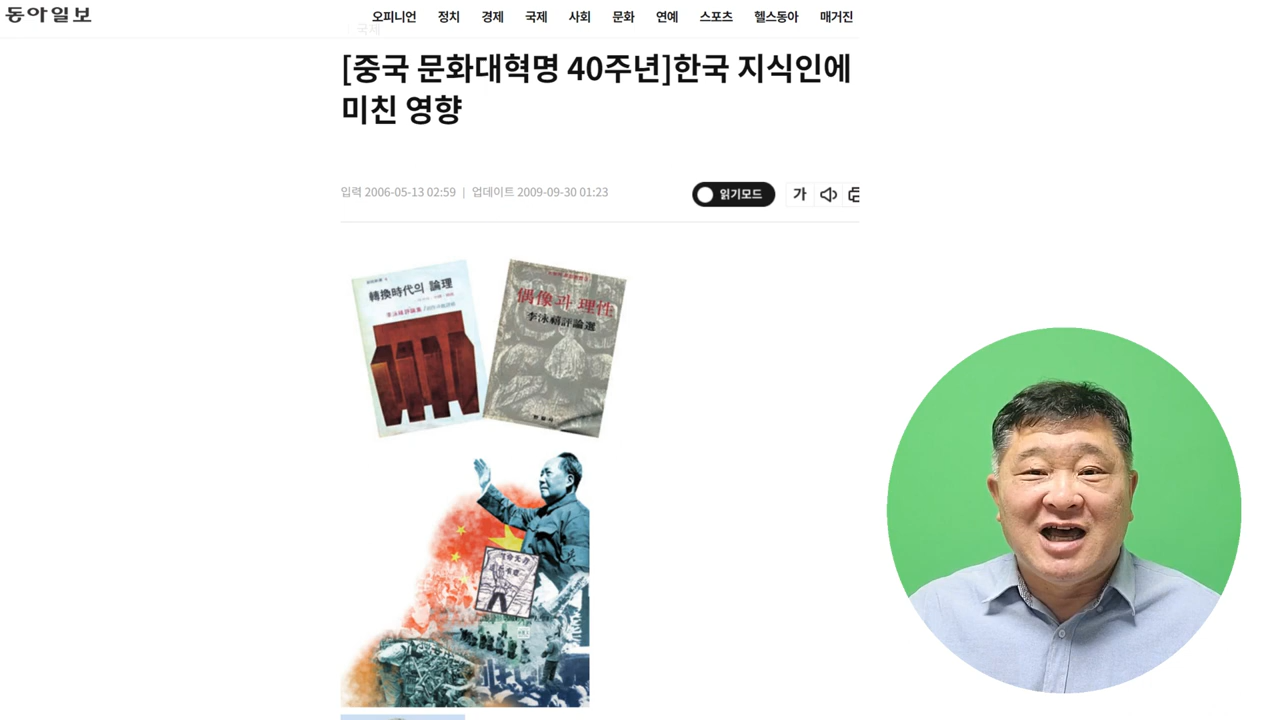 동아일보
오피니언 정치 경제 국제 사회 문화 연예 스포츠 헬스동아 매거진
국제
[중국 문화대혁명 40주년]한국 지식인에
미친 영향
입력 2006-05-13 02:59 | 업데이트 2009-09-30 01:23
읽기모드
가
轉換時代의 論理
偶像과 理性
李泳禧評論選